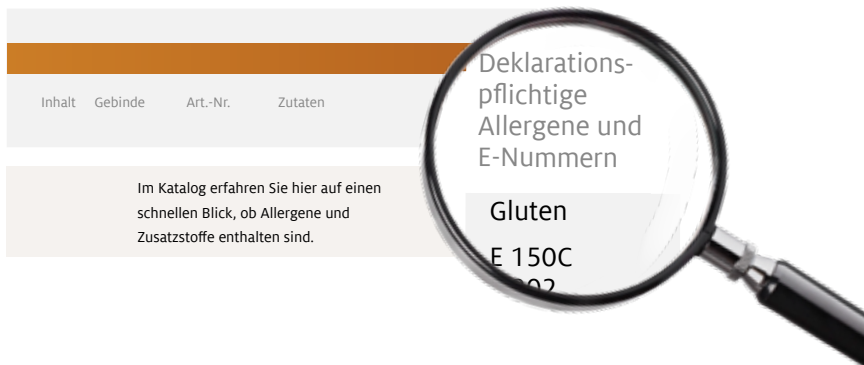 Inhalt Gebinde Art.-Nr. Zutaten
Deklarations-
pflichtige
Allergene und
E-Nummern
Im Katalog erfahren Sie hier auf einen
schnellen Blick, ob Allergene und
Zusatzstoffe enthalten sind.
Gluten
E 150C